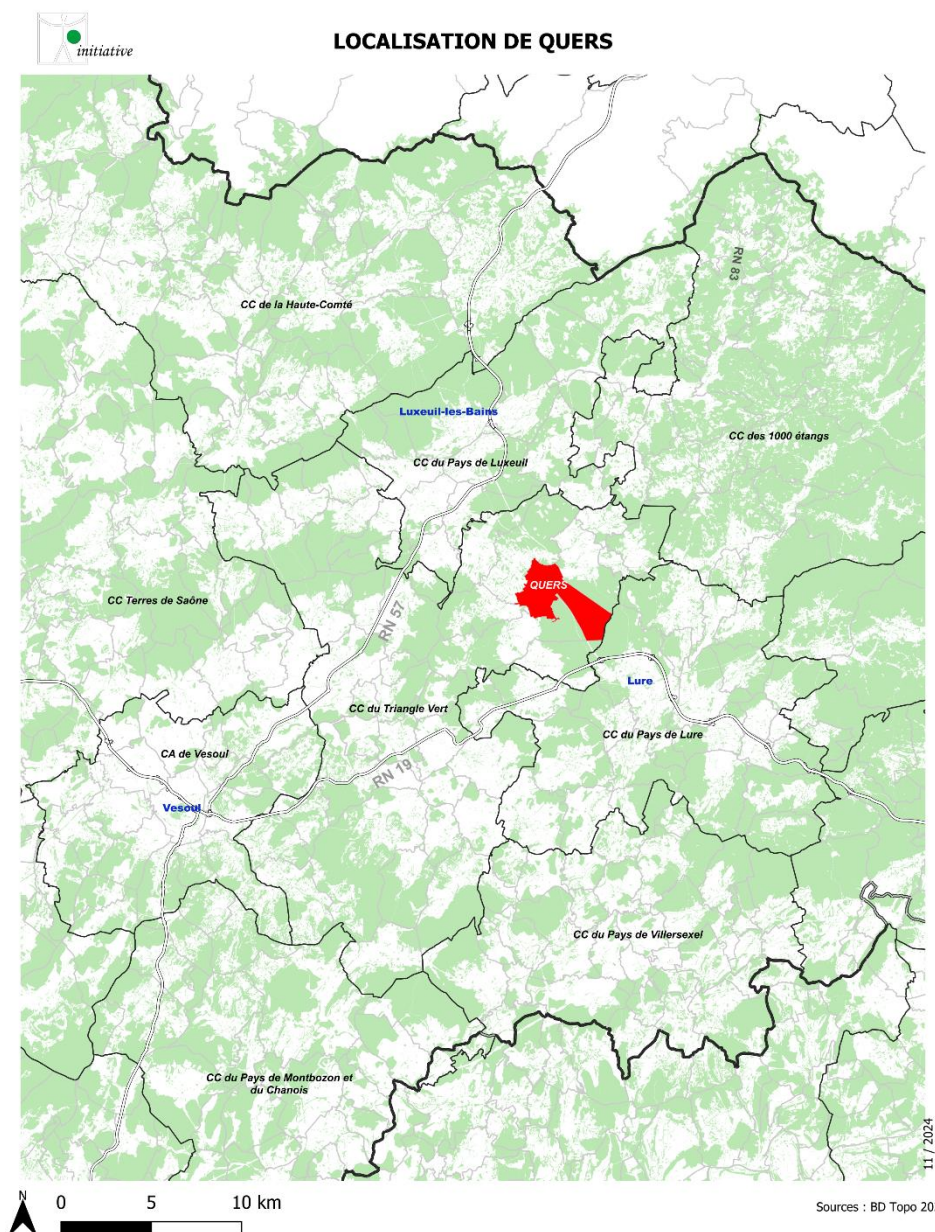 initiative
LOCALISATION DE QUERS
RN 83
CC de la Haute-Comté
Luxeuil-les-Bains
CC des 1000 étangs
CC du Pays de Luxeuil
QUERS
CC Terres de Saône
RN 57
Lure
CC du Triangle Vert
CC du Pays de Lure
CA de Vesoul
RN 19
Vesoul
CC du Pays de Villersexel
CC du Pays de Montbozon et
du Chanois
11 / 2024
N
0 5 10 km
Sources : BD Topo 20